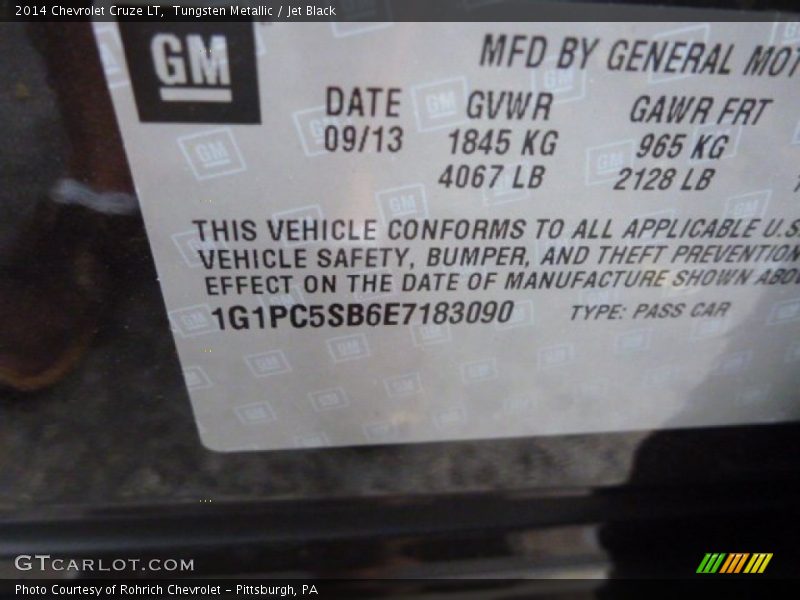 2014 Chevrolet Cruze LT, Tungsten Metallic / Jet Black
GM
MFD BY GENERAL MOT
DATE GVWR GAWR FRT
09/13 1845 KG 965 KG
4067 LB 2128 LB
THIS VEHICLE CONFORMS TO ALL APPLICABLE U.S.
VEHICLE SAFETY, BUMPER, AND THEFT PREVENTION
EFFECT ON THE DATE OF MANUFACTURE SHOWN ABOV
1G1PC5SB6E7183090 TYPE: PASS CAR
GTCARLOT.COM
Photo Courtesy of Rohrich Chevrolet – Pittsburgh, PA